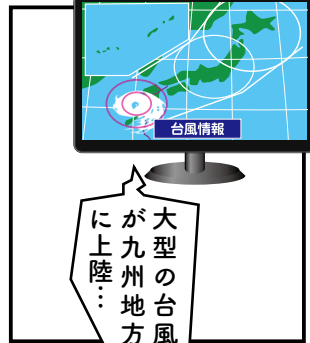 台風情報
大型の台風
が九州地方
に上陸…